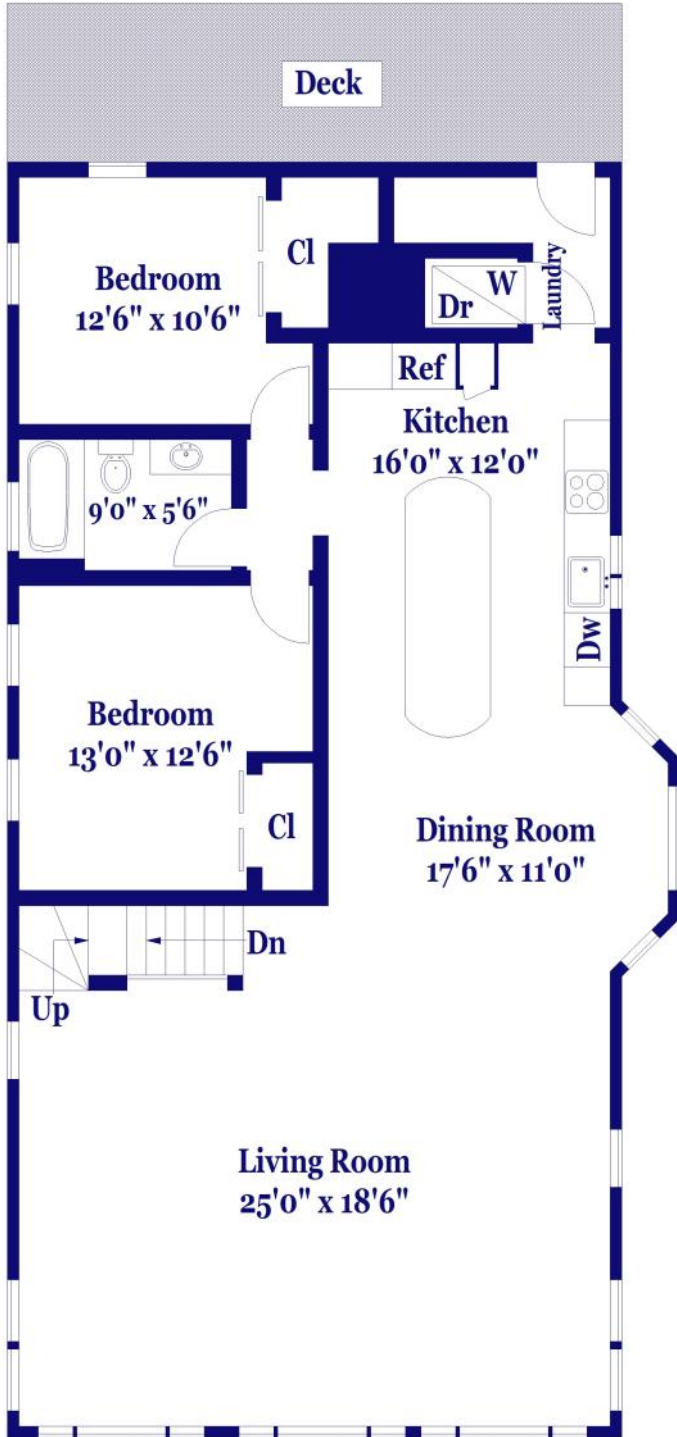 Deck
Cl
Bedroom
12'6" x 10'6"
W
Dr
Laundry
Ref
Kitchen
16'0" x 12'0"
9'0" x 5'6"
Dw
Bedroom
13'0" x 12'6"
Cl
Dining Room
17'6" x 11'0"
Dn
Up
Living Room
25'0" x 18'6"